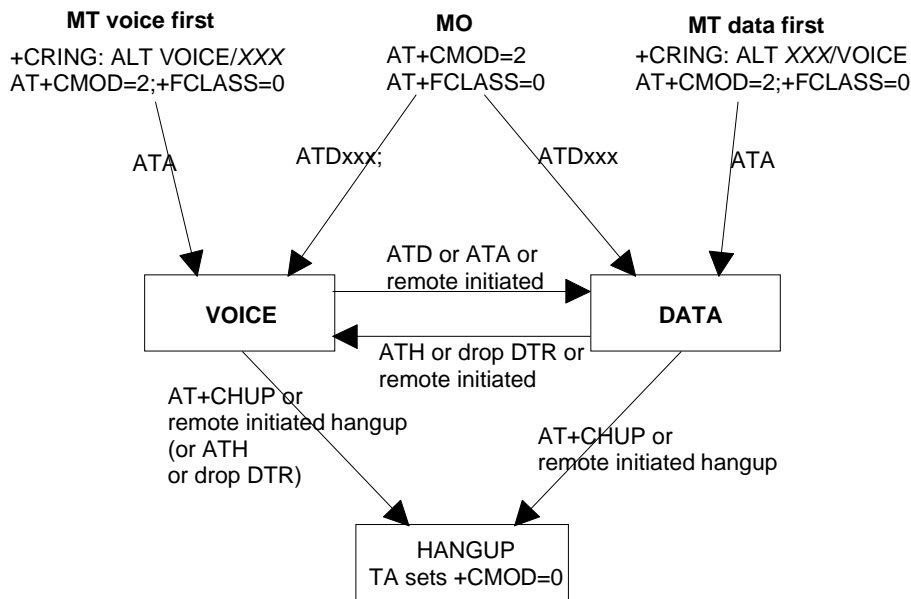 MT voice first
+CRING: ALT VOICE/XXX
AT+CMOD=2;+FCLASS=0
MO
AT+CMOD=2
AT+FCLASS=0
MT data first
+CRING: ALT XXX/VOICE
AT+CMOD=2;+FCLASS=0
ATA
ATDxxx;
ATDxxx
ATA
ATD or ATA or
remote initiated
VOICE
DATA
ATH or drop DTR or
remote initiated
AT+CHUP or
remote initiated hangup
(or ATH
or drop DTR)
AT+CHUP or
remote initiated hangup
HANGUP
TA sets +CMOD=0